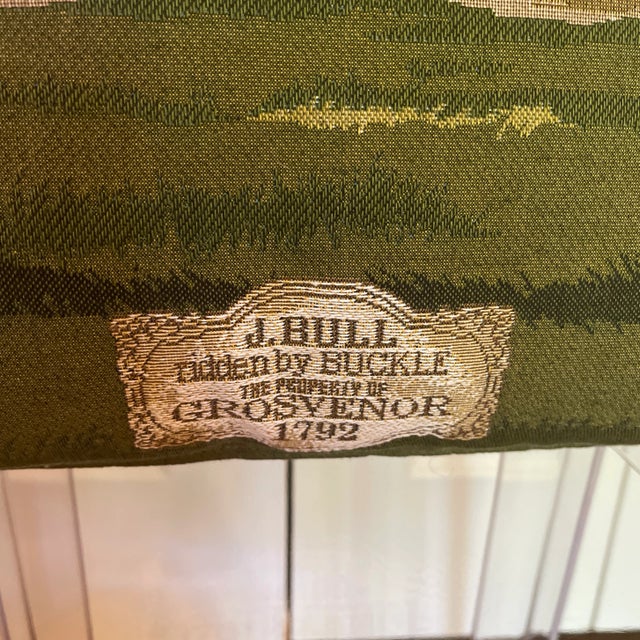 J.BULL
ridden by BUCKLE
THE PROPERTY OF
GROSVENOR
1792